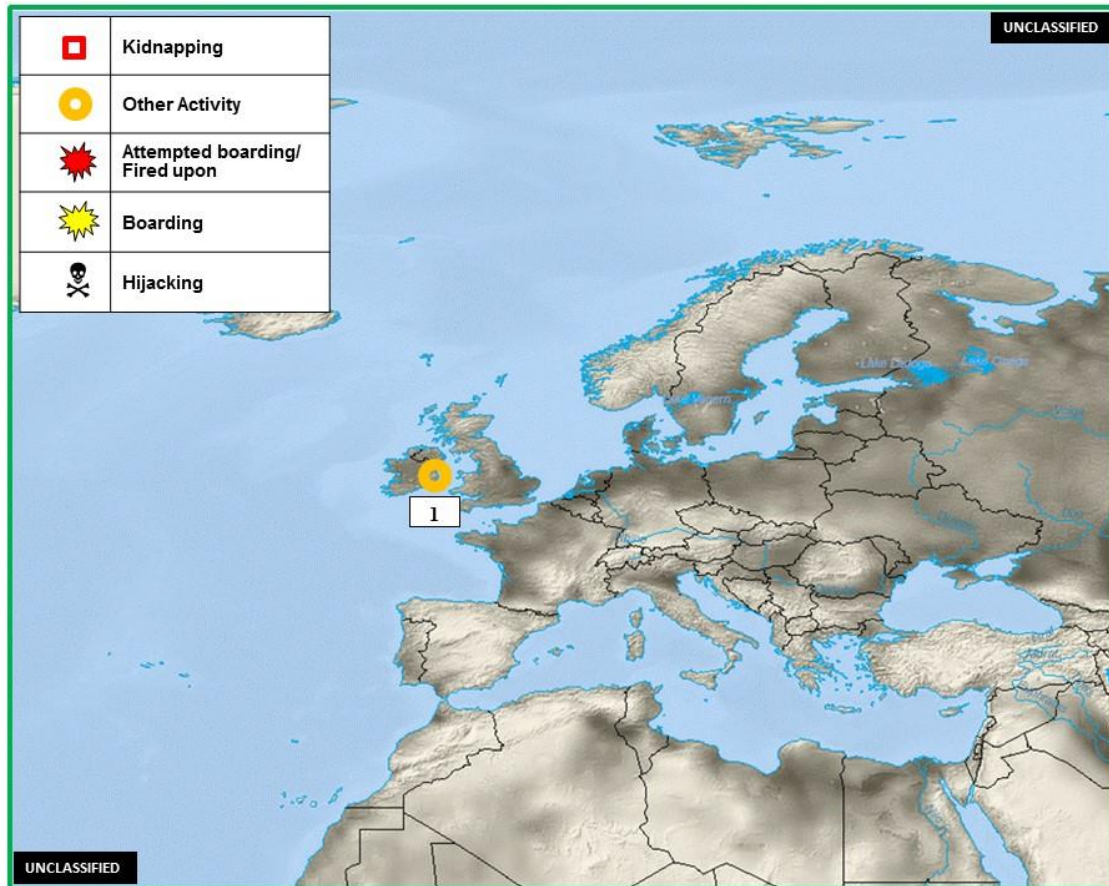 UNCLASSIFIED
Kidnapping
Other Activity
Attempted boarding/
Fired upon
Boarding
Hijacking
1
UNCLASSIFIED